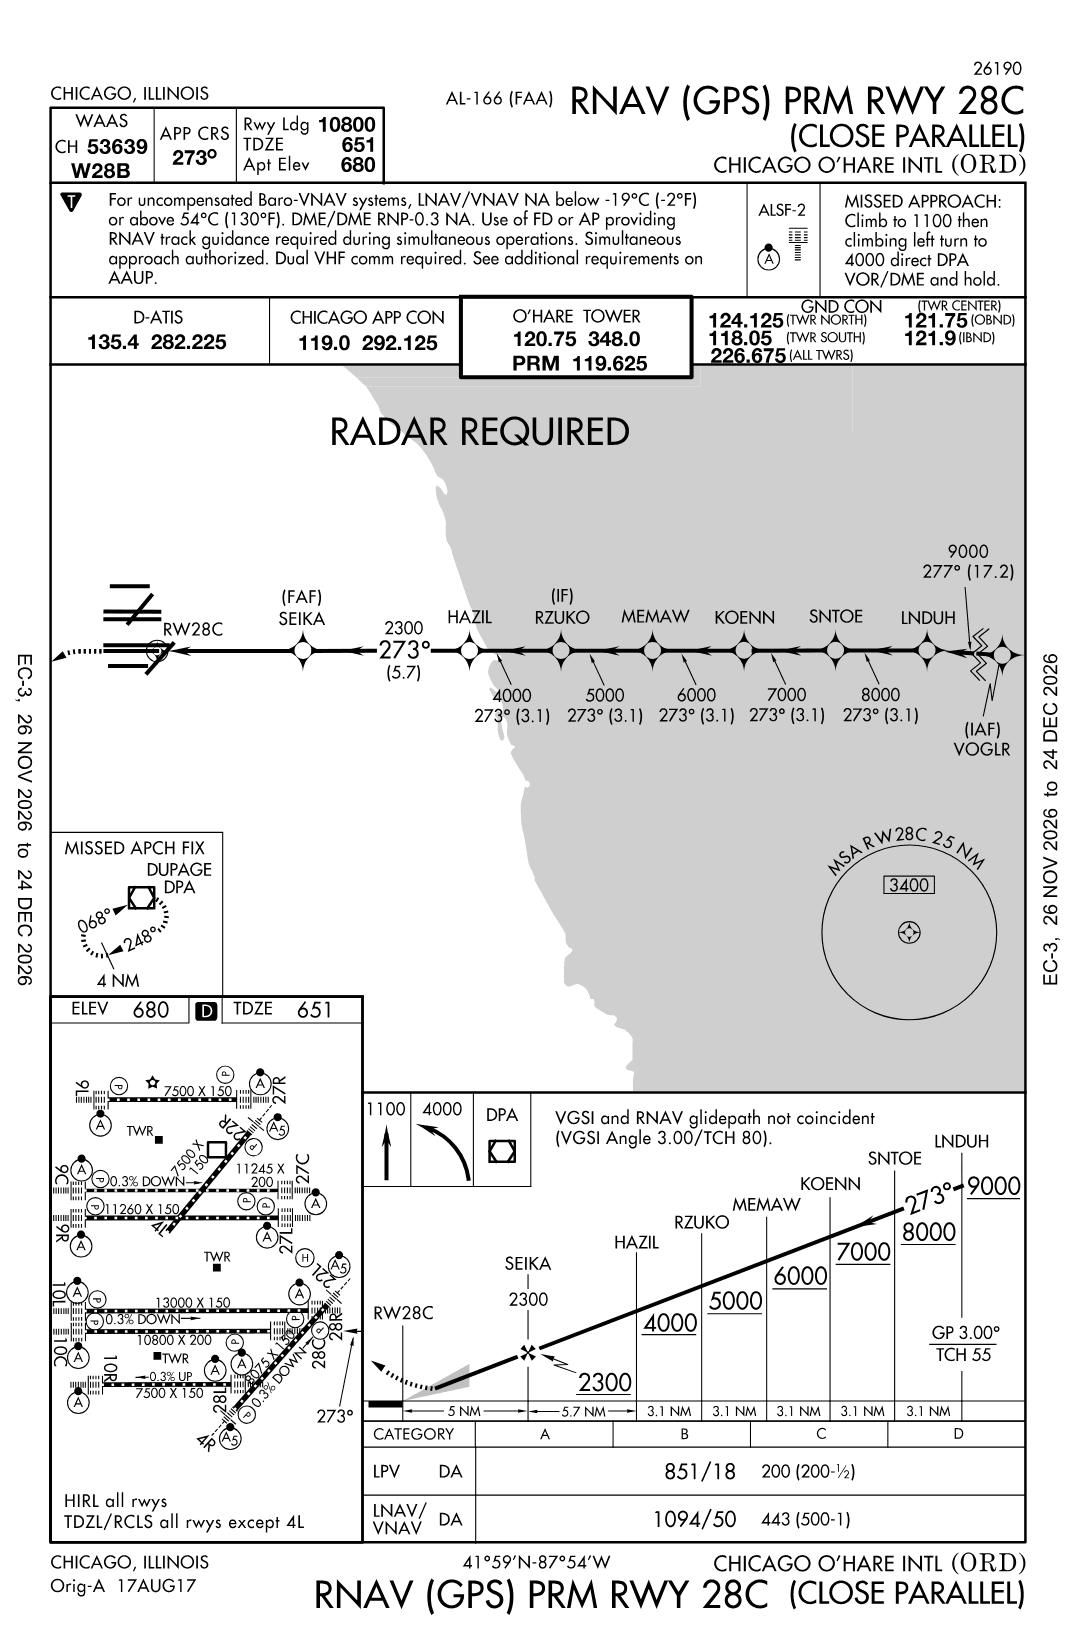 26190
CHICAGO, ILLINOIS
AL-166 (FAA)
RNAV (GPS) PRM RWY 28C
(CLOSE PARALLEL)
CHICAGO O'HARE INTL (ORD)
WAAS
CH 53639
W28B
APP CRS
273°
Rwy Ldg 10800
TDZE 651
Apt Elev 680
T
For uncompensated Baro-VNAV systems, LNAV/VNAV NA below -19°C (-2°F)
or above 54°C (130°F). DME/DME RNP-0.3 NA. Use of FD or AP providing
RNAV track guidance required during simultaneous operations. Simultaneous
approach authorized. Dual VHF comm required. See additional requirements on
AAUP.
ALSF-2
A
MISSED APPROACH:
Climb to 1100 then
climbing left turn to
4000 direct DPA
VOR/DME and hold.
D-ATIS
135.4 282.225
CHICAGO APP CON
119.0 292.125
O'HARE TOWER
120.75 348.0
PRM 119.625
GND CON
124.125 (TWR NORTH)
118.05 (TWR SOUTH)
226.675 (ALL TWRS)
(TWR CENTER)
121.75 (OBND)
121.9 (IBND)
RADAR REQUIRED
9000
277° (17.2)
RW28C
(FAF)
SEIKA
2300
273°
(5.7)
HAZIL
(IF)
RZUKO
MEMAW
KOENN
SNTOE
LNDUH
4000
273° (3.1)
5000
273° (3.1)
6000
273° (3.1)
7000
273° (3.1)
8000
273° (3.1)
(IAF)
VOGLR
EC-3, 26 NOV 2026 to 24 DEC 2026
EC-3, 26 NOV 2026 to 24 DEC 2026
MISSED APCH FIX
DUPAGE
DPA
068°
248°
4 NM
MSA RW28C 25 NM
3400
ELEV 680
D
TDZE 651
9L
P
7500 X 150
P
A
27R
A
TWR
22R
A5
P
7500 X
150
9C
A
P
0.3% DOWN
11245 X
200
27C
A
P
11260 X 150
P
P
4L
9R
A
A
27L
TWR
H
22L
A5
10L
A
P
13000 X 150
A
28R
P
0.3% DOWN
10800 X 200
P
P
28C
10C
A
TWR
P
A
A
8075 X 150
0.3% DOWN
10R
0.3% UP
7500 X 150
28L
A
P
4R
A5
273°
HIRL all rwys
TDZL/RCLS all rwys except 4L
1100
4000
DPA
VGSI and RNAV glidepath not coincident
(VGSI Angle 3.00/TCH 80).
LNDUH
SNTOE
KOENN
MEMAW
RZUKO
HAZIL
SEIKA
2300
RW28C
273°
9000
8000
7000
6000
5000
4000
2300
GP 3.00°
TCH 55
5 NM
5.7 NM
3.1 NM
3.1 NM
3.1 NM
3.1 NM
3.1 NM
CATEGORY A B C D
LPV DA 851/18 200 (200-½)
LNAV/
VNAV DA 1094/50 443 (500-1)
CHICAGO, ILLINOIS
Orig-A 17AUG17
41°59'N-87°54'W
CHICAGO O'HARE INTL (ORD)
RNAV (GPS) PRM RWY 28C (CLOSE PARALLEL)